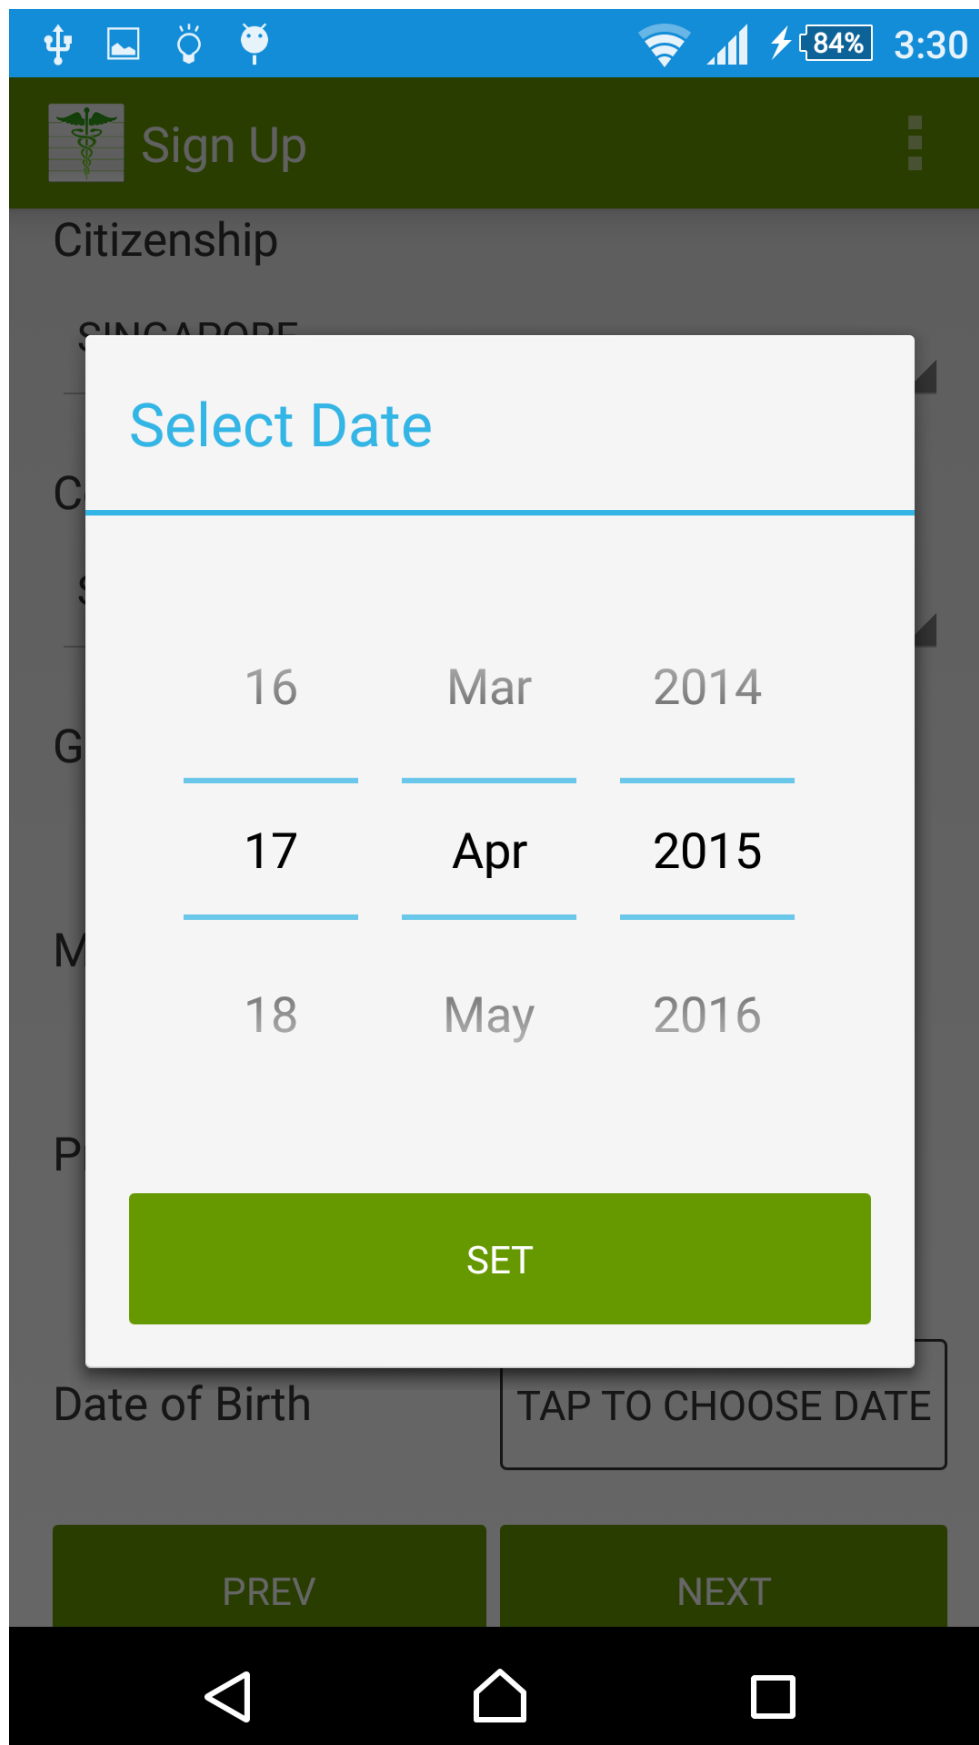 84% 3:30
Sign Up
Citizenship
SINGAPORE
Select Date
16 Mar 2014
17 Apr 2015
18 May 2016
SET
Date of Birth TAP TO CHOOSE DATE
PREV NEXT